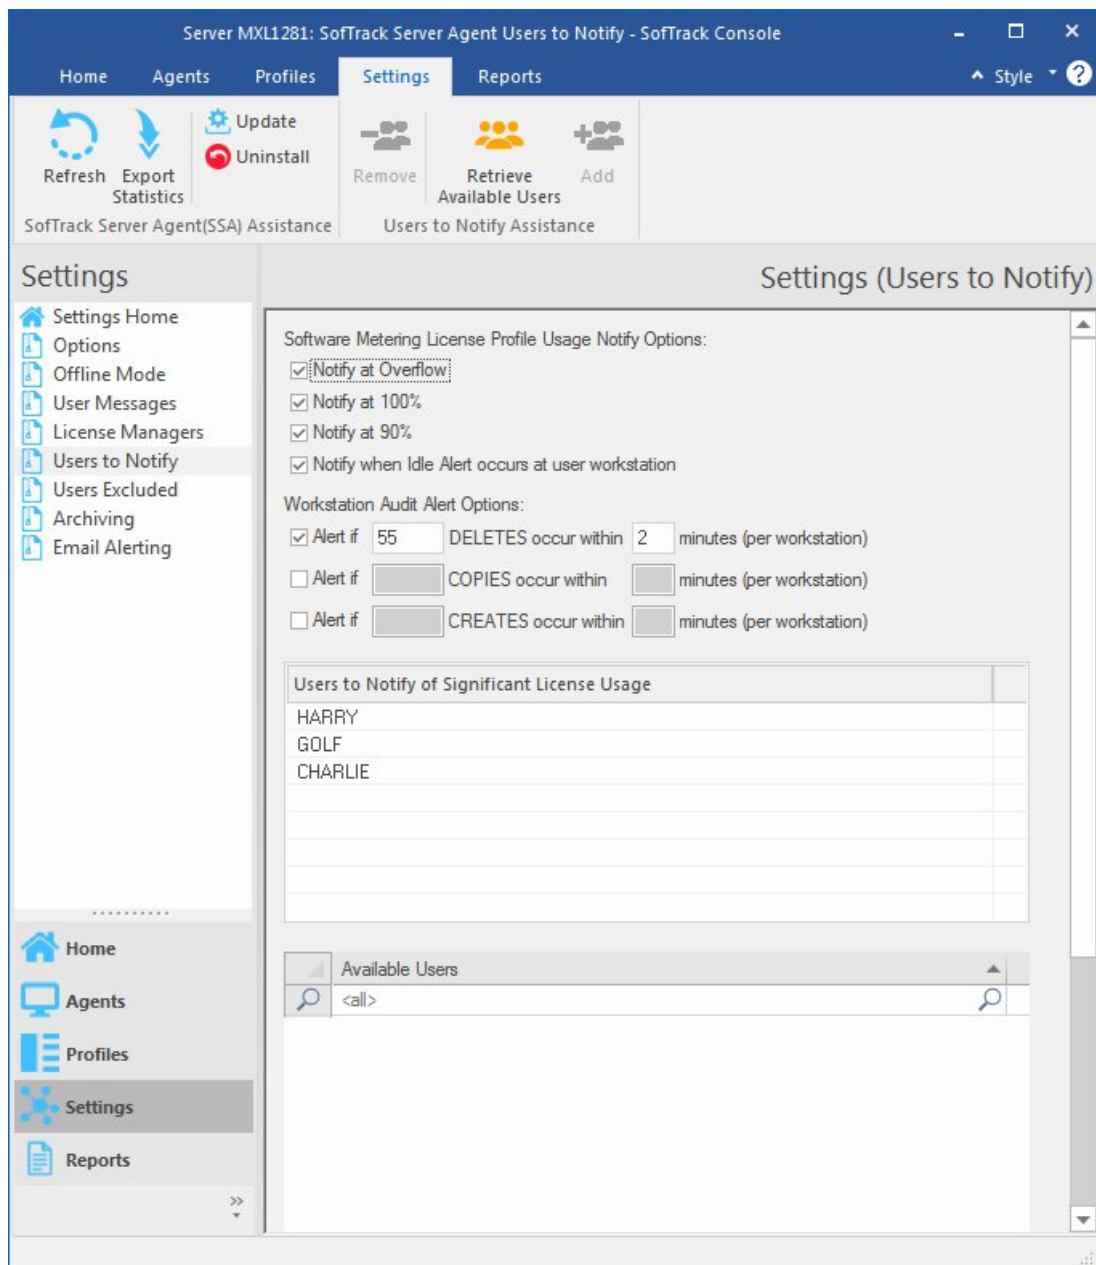 Server MXL1281: SofTrack Server Agent Users to Notify - SofTrack Console
Home Agents Profiles Settings Reports Style ?
Refresh
Export Statistics
Update
Uninstall
SofTrack Server Agent(SSA) Assistance
Remove
Retrieve Available Users
Add
Users to Notify Assistance
Settings
Settings Home
Options
Offline Mode
User Messages
License Managers
Users to Notify
Users Excluded
Archiving
Email Alerting
Home
Agents
Profiles
Settings
Reports
Settings (Users to Notify)
Software Metering License Profile Usage Notify Options:
Notify at Overflow
Notify at 100%
Notify at 90%
Notify when Idle Alert occurs at user workstation
Workstation Audit Alert Options:
Alert if 55 DELETES occur within 2 minutes (per workstation)
Alert if COPIES occur within minutes (per workstation)
Alert if CREATES occur within minutes (per workstation)
Users to Notify of Significant License Usage
HARRY
GOLF
CHARLIE
Available Users
<all>